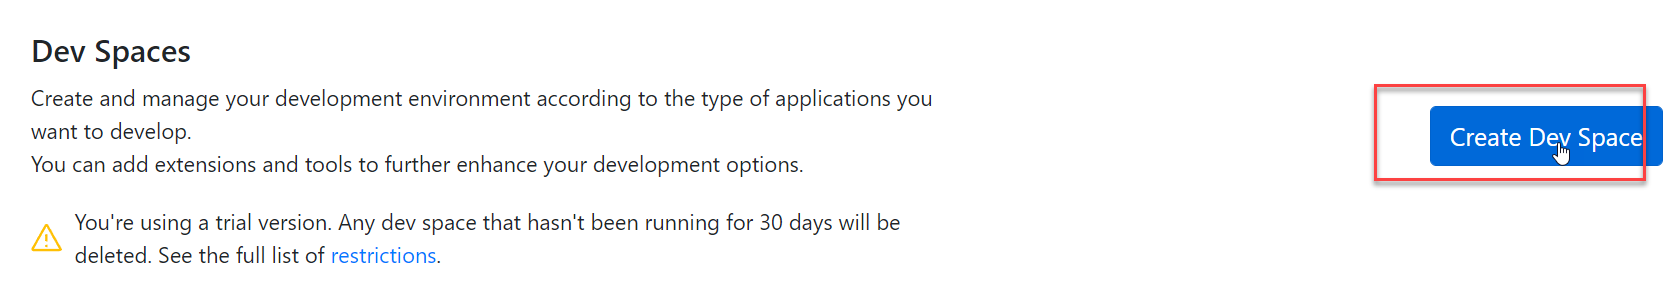 Dev Spaces
Create and manage your development environment according to the type of applications you
want to develop.
You can add extensions and tools to further enhance your development options.
Create Dev Space
You're using a trial version. Any dev space that hasn't been running for 30 days will be
deleted. See the full list of restrictions.